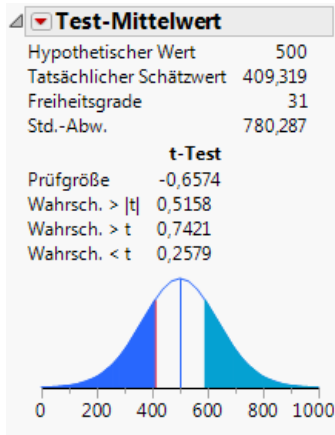 Test-Mittelwert
Hypothetischer Wert 500
Tatsächlicher Schätzwert 409,319
Freiheitsgrade 31
Std.-Abw. 780,287
t-Test
Prüfgröße -0,6574
Wahrsch. > |t| 0,5158
Wahrsch. > t 0,7421
Wahrsch. < t 0,2579
0 200 400 600 800 1000